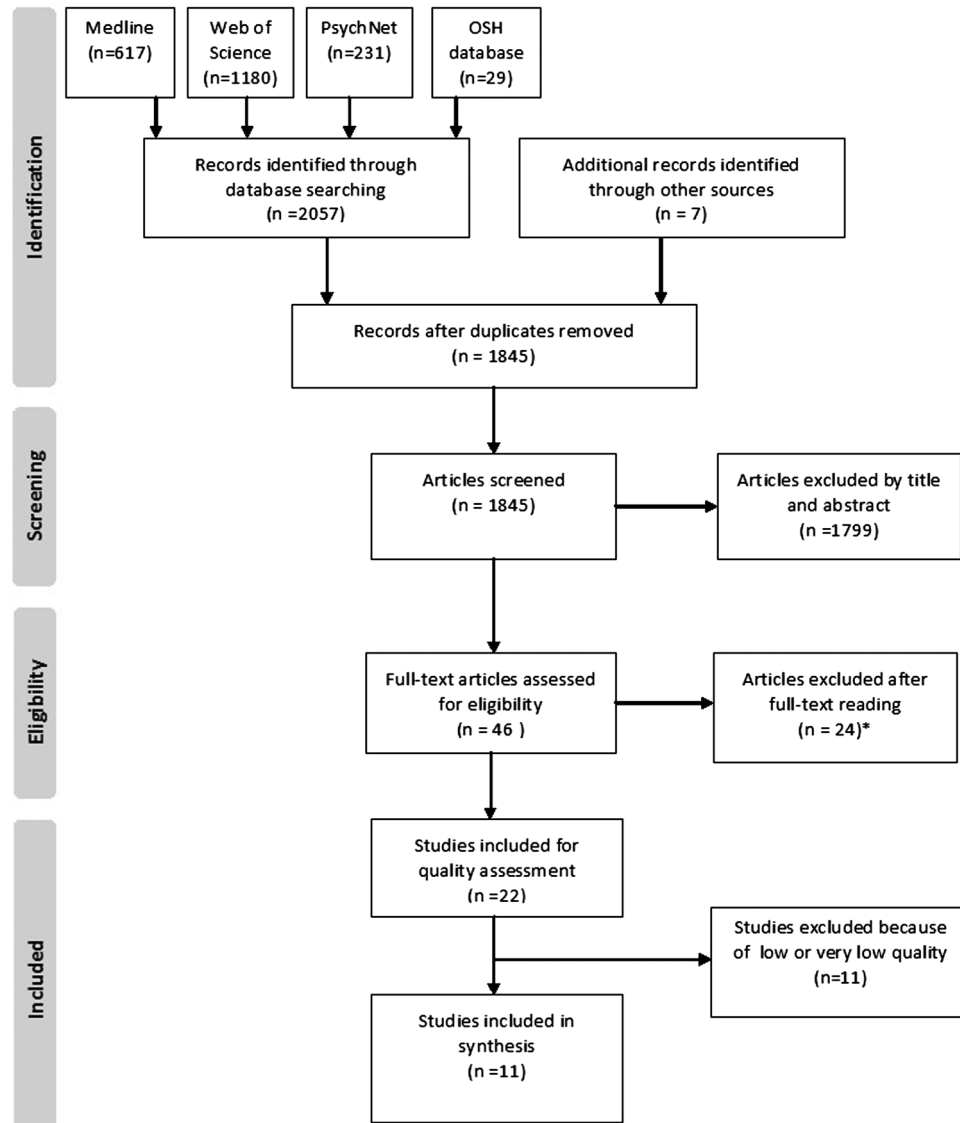 Medline
(n=617)
Web of
Science
(n=1180)
PsychNet
(n=231)
OSH
database
(n=29)
Identification
Records identified through
database searching
(n =2057)
Additional records identified
through other sources
(n = 7)
Records after duplicates removed
(n = 1845)
Screening
Articles screened
(n = 1845)
Articles excluded by title
and abstract
(n =1799)
Eligibility
Full-text articles assessed
for eligibility
(n = 46 )
Articles excluded after
full-text reading
(n = 24)*
Included
Studies included for
quality assessment
(n =22)
Studies excluded because
of low or very low quality
(n=11)
Studies included in
synthesis
(n =11)